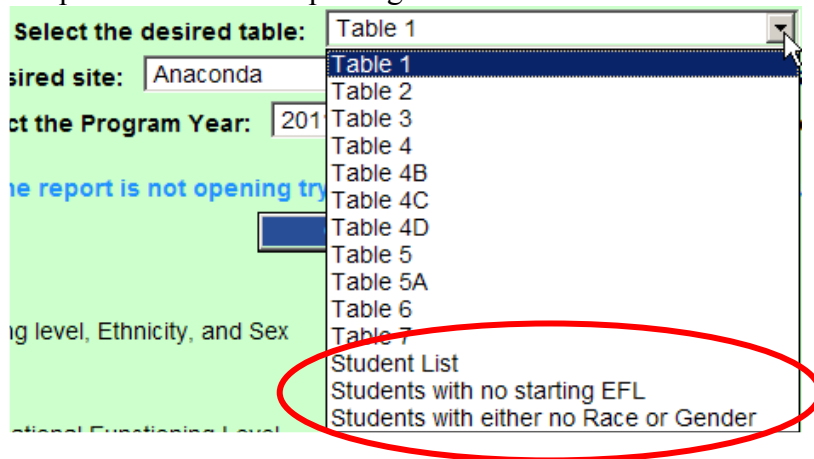 Select the desired table: Table 1
sired site: Anaconda
Table 1
Table 2
ct the Program Year: 201
Table 3
Table 4
Table 4B
ne report is not opening try
Table 4C
Table 4D
Table 5
Table 5A
Table 6
ng level, Ethnicity, and Sex
Table 7
Student List
Students with no starting EFL
Students with either no Race or Gender